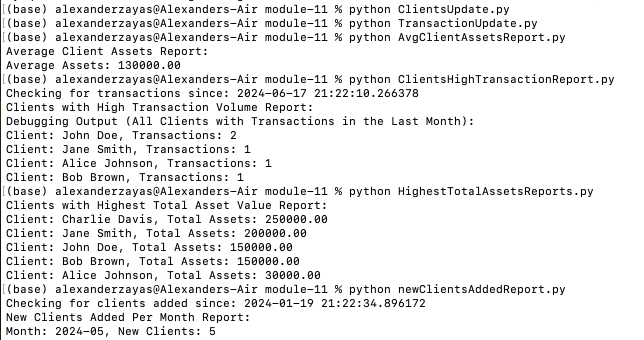 [(base) alexanderzayas@Alexanders-Air module-11 % python ClientsUpdate.py
[(base) alexanderzayas@Alexanders-Air module-11 % python TransactionUpdate.py
[(base) alexanderzayas@Alexanders-Air module-11 % python AvgClientAssetsReport.py
Average Client Assets Report:
Average Assets: 130000.00
[(base) alexanderzayas@Alexanders-Air module-11 % python ClientsHighTransactionReport.py
Checking for transactions since: 2024-06-17 21:22:10.266378
Clients with High Transaction Volume Report:
Debugging Output (All Clients with Transactions in the Last Month):
Client: John Doe, Transactions: 2
Client: Jane Smith, Transactions: 1
Client: Alice Johnson, Transactions: 1
Client: Bob Brown, Transactions: 1
[(base) alexanderzayas@Alexanders-Air module-11 % python HighestTotalAssetsReports.py
Clients with Highest Total Asset Value Report:
Client: Charlie Davis, Total Assets: 250000.00
Client: Jane Smith, Total Assets: 200000.00
Client: John Doe, Total Assets: 150000.00
Client: Bob Brown, Total Assets: 150000.00
Client: Alice Johnson, Total Assets: 30000.00
[(base) alexanderzayas@Alexanders-Air module-11 % python newClientsAddedReport.py
Checking for clients added since: 2024-01-19 21:22:34.896172
New Clients Added Per Month Report:
Month: 2024-05, New Clients: 5